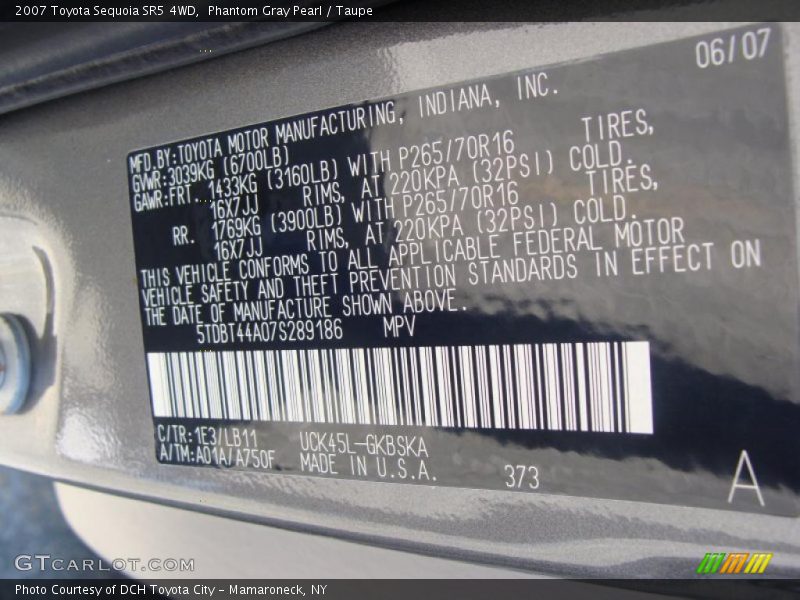 2007 Toyota Sequoia SR5 4WD, Phantom Gray Pearl / Taupe
06/07
MFD.BY:TOYOTA MOTOR MANUFACTURING, INDIANA, INC.
GVWR:3039KG (6700LB)
GAWR:FRT. 1433KG (3160LB) WITH P265/70R16 TIRES,
16X7JJ RIMS, AT 220KPA (32PSI) COLD.
RR. 1769KG (3900LB) WITH P265/70R16 TIRES,
16X7JJ RIMS, AT 220KPA (32PSI) COLD.
THIS VEHICLE CONFORMS TO ALL APPLICABLE FEDERAL MOTOR
VEHICLE SAFETY AND THEFT PREVENTION STANDARDS IN EFFECT ON
THE DATE OF MANUFACTURE SHOWN ABOVE.
5TDBT44A07S289186 MPV
C/TR:1E3/LB11 UCK45L-GKBSKA
A/TM:A01A/A750F MADE IN U.S.A. 373
A
GTCARLOT.COM
Photo Courtesy of DCH Toyota City - Mamaroneck, NY